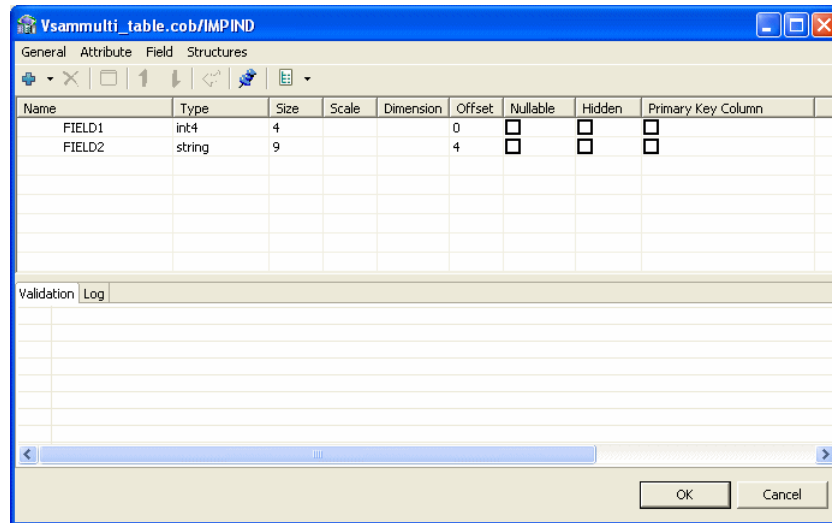 Vsammulti_table.cob/IMPIND
General Attribute Field Structures
Name Type Size Scale Dimension Offset Nullable Hidden Primary Key Column
FIELD1 int4 4 0
FIELD2 string 9 4
Validation Log
OK Cancel